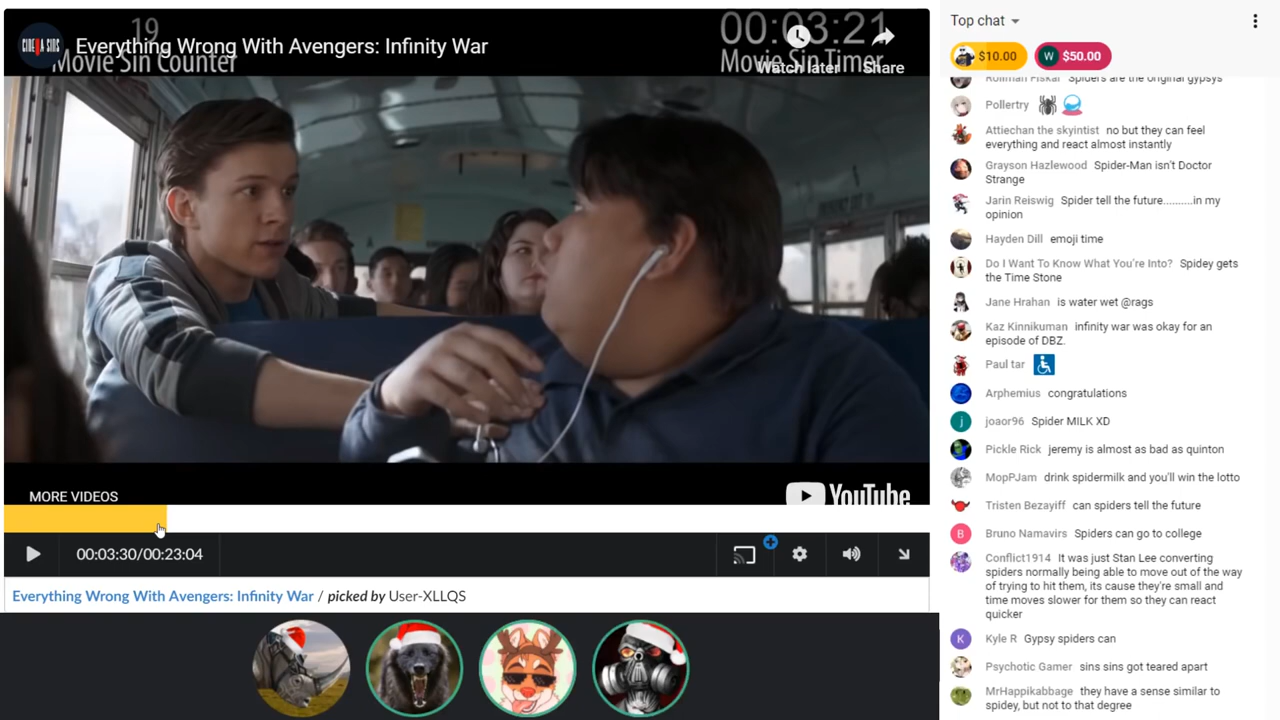 19
00:03:21
CINEMA SINS
Everything Wrong With Avengers: Infinity War
Movie Sin Counter
Movie Sin Timer
Watch later
Share
MORE VIDEOS
YouTube
00:03:30/00:23:04
Everything Wrong With Avengers: Infinity War / picked by User-XLLQS
Top chat
$10.00
W $50.00
Rollman Fiskar Spiders are the original gypsys
Pollertry
Attiechan the skyintist no but they can feel
everything and react almost instantly
Grayson Hazlewood Spider-Man isn't Doctor
Strange
Jarin Reiswig Spider tell the future..........in my
opinion
Hayden Dill emoji time
Do I Want To Know What You're Into? Spidey gets
the Time Stone
Jane Hrahan is water wet @rags
Kaz Kinnikuman infinity war was okay for an
episode of DBZ.
Paul tar
Arphemius congratulations
j joaor96 Spider MILK XD
Pickle Rick jeremy is almost as bad as quinton
MopPJam drink spidermilk and you'll win the lotto
Tristen Bezayiff can spiders tell the future
B Bruno Namavirs Spiders can go to college
Conflict1914 It was just Stan Lee converting
spiders normally being able to move out of the way
of trying to hit them, its cause they're small and
time moves slower for them so they can react
quicker
K Kyle R Gypsy spiders can
Psychotic Gamer sins sins got teared apart
MrHappikabbage they have a sense similar to
spidey, but not to that degree